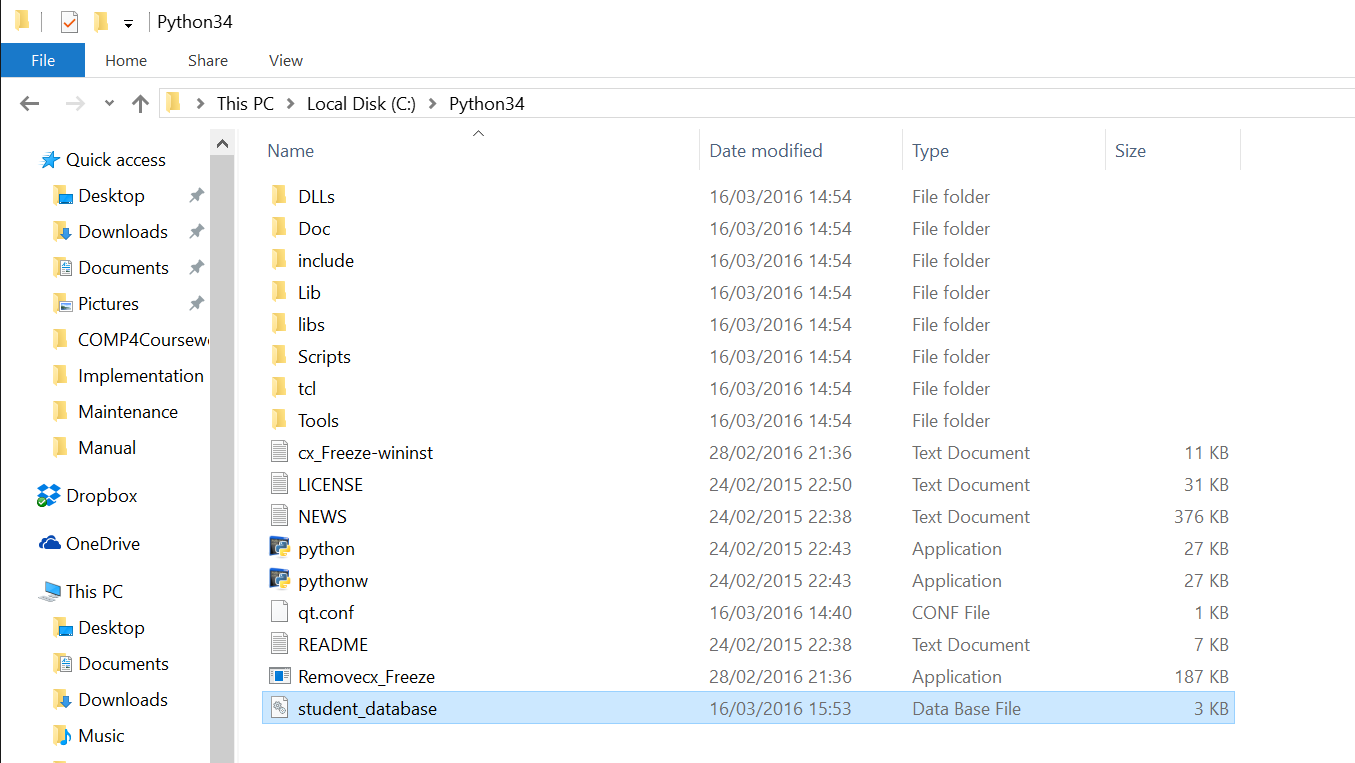 Python34
File Home Share View
This PC Local Disk (C:) Python34
Name Date modified Type Size
Quick access
Desktop
Downloads
Documents
Pictures
COMP4Coursew
Implementation
Maintenance
Manual
Dropbox
OneDrive
This PC
Desktop
Documents
Downloads
Music
DLLs 16/03/2016 14:54 File folder
Doc 16/03/2016 14:54 File folder
include 16/03/2016 14:54 File folder
Lib 16/03/2016 14:54 File folder
libs 16/03/2016 14:54 File folder
Scripts 16/03/2016 14:54 File folder
tcl 16/03/2016 14:54 File folder
Tools 16/03/2016 14:54 File folder
cx_Freeze-wininst 28/02/2016 21:36 Text Document 11 KB
LICENSE 24/02/2015 22:50 Text Document 31 KB
NEWS 24/02/2015 22:38 Text Document 376 KB
python 24/02/2015 22:43 Application 27 KB
pythonw 24/02/2015 22:43 Application 27 KB
qt.conf 16/03/2016 14:40 CONF File 1 KB
README 24/02/2015 22:38 Text Document 7 KB
Removecx_Freeze 28/02/2016 21:36 Application 187 KB
student_database 16/03/2016 15:53 Data Base File 3 KB